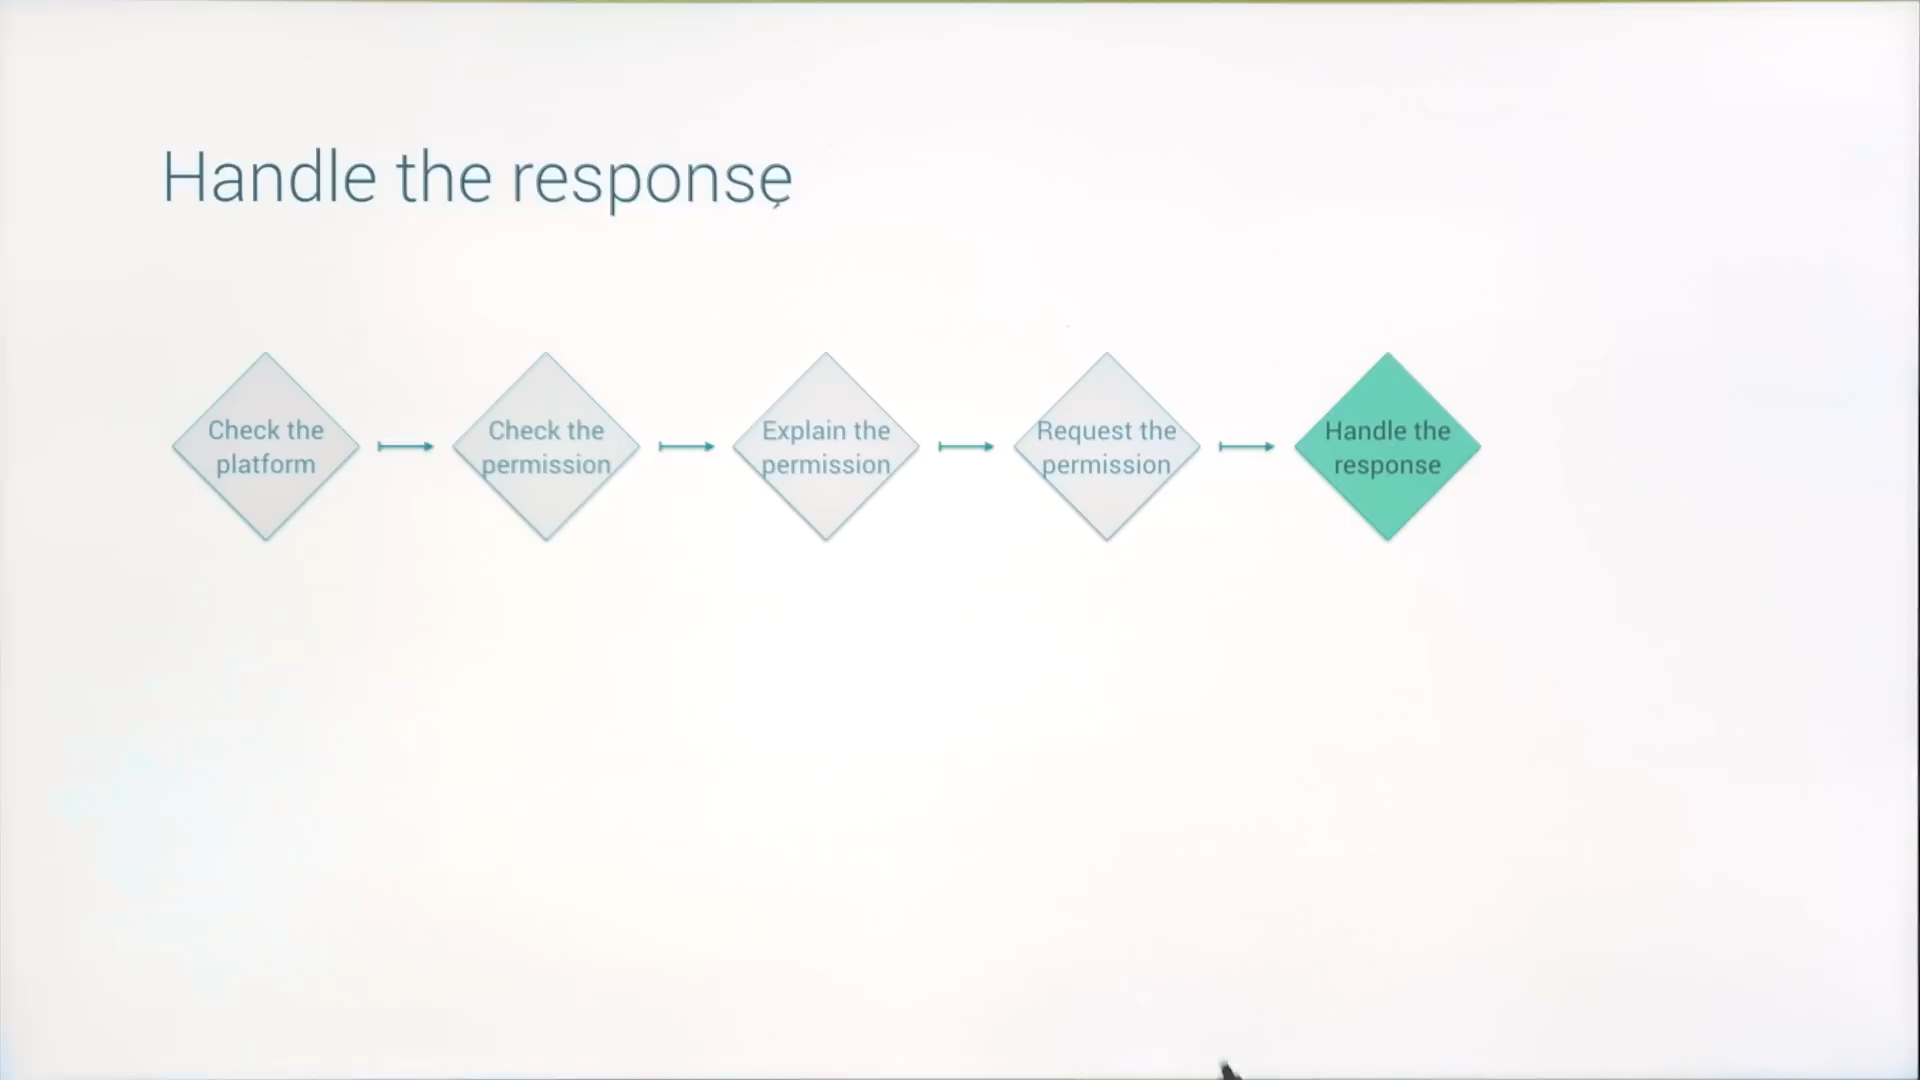 Handle the response
Check the
platform
Check the
permission
Explain the
permission
Request the
permission
Handle the
response